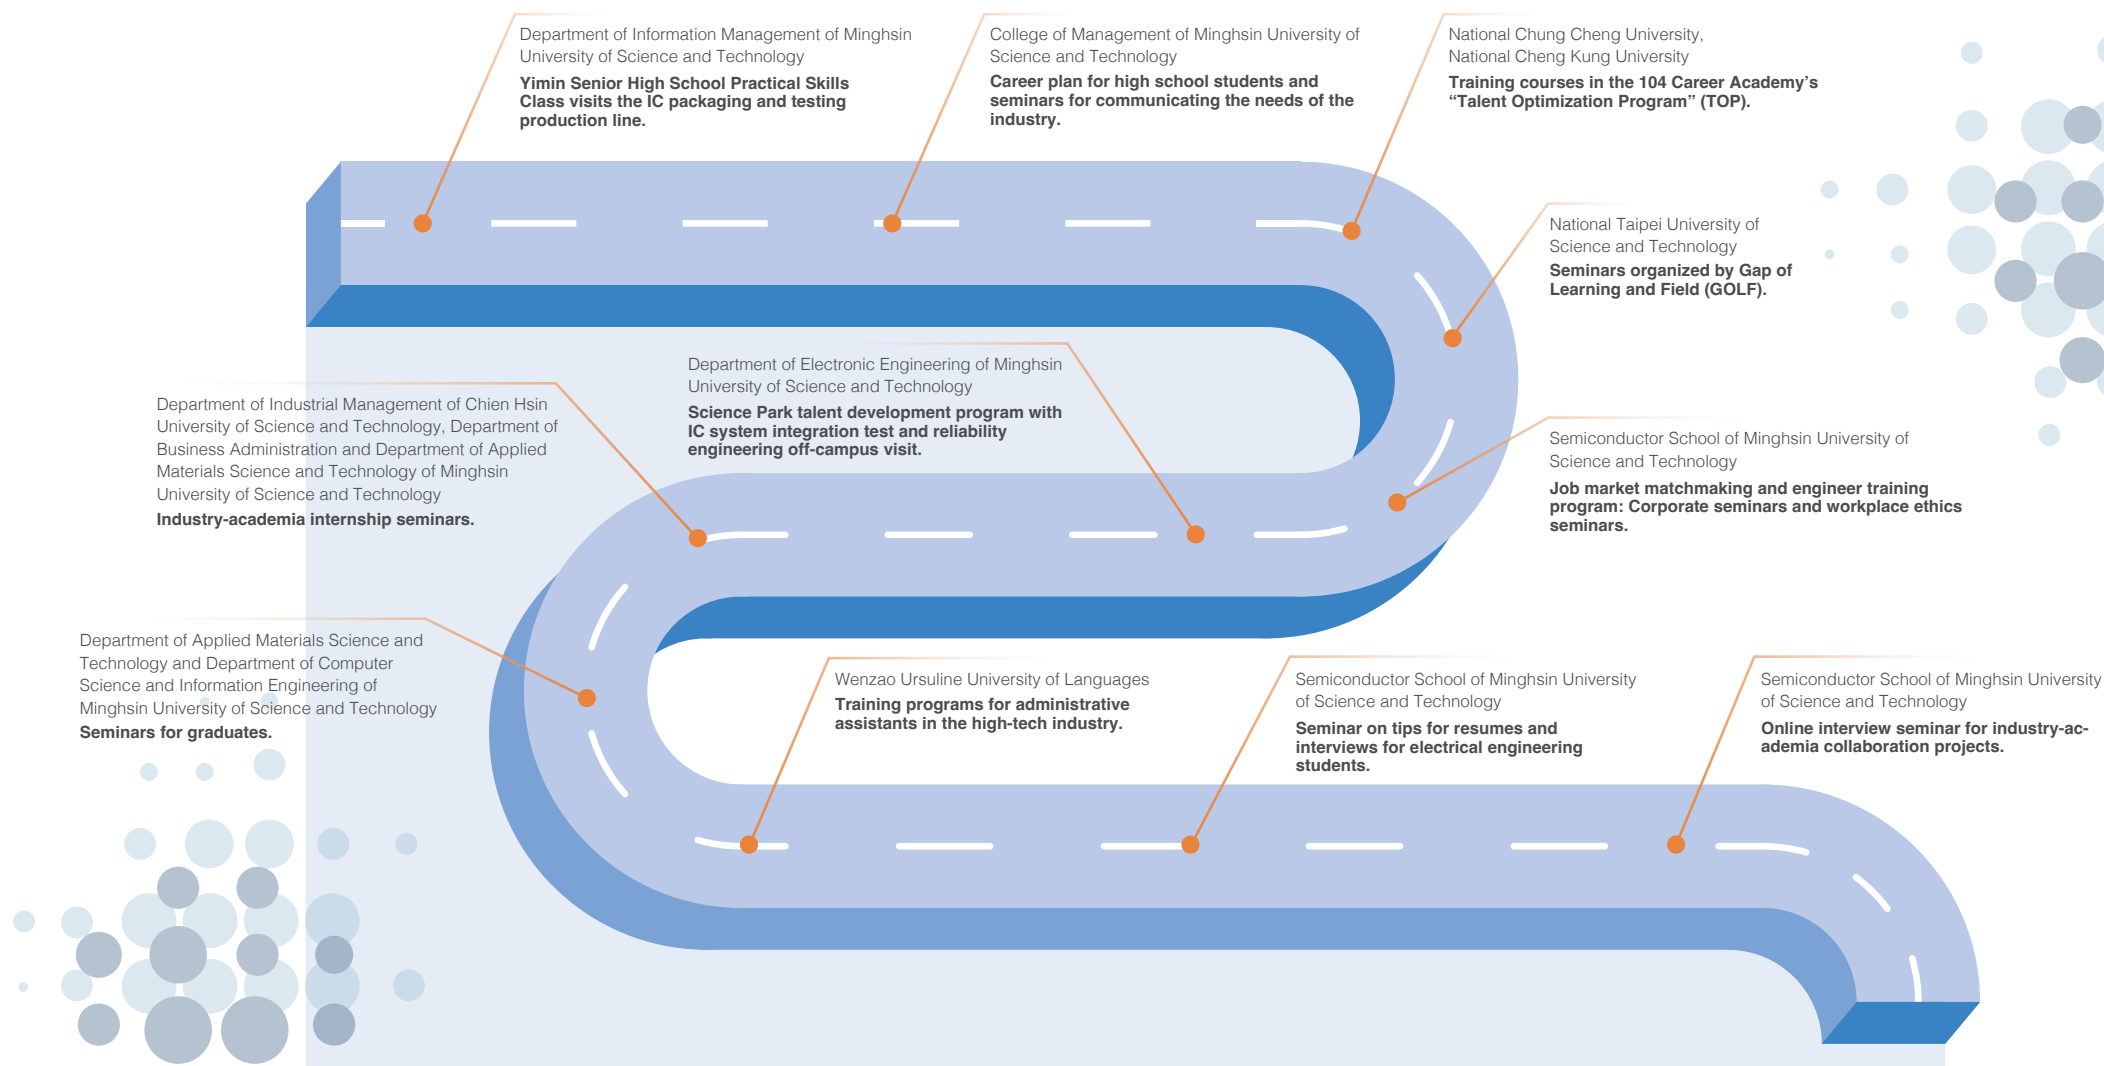 Department of Information Management of Minghsin
University of Science and Technology
Yimin Senior High School Practical Skills
Class visits the IC packaging and testing
production line.
College of Management of Minghsin University of
Science and Technology
Career plan for high school students and
seminars for communicating the needs of the
industry.
National Chung Cheng University,
National Cheng Kung University
Training courses in the 104 Career Academy’s
“Talent Optimization Program” (TOP).
National Taipei University of
Science and Technology
Seminars organized by Gap of
Learning and Field (GOLF).
Semiconductor School of Minghsin University of
Science and Technology
Job market matchmaking and engineer training
program: Corporate seminars and workplace ethics
seminars.
Department of Electronic Engineering of Minghsin
University of Science and Technology
Science Park talent development program with
IC system integration test and reliability
engineering off-campus visit.
Department of Industrial Management of Chien Hsin
University of Science and Technology, Department of
Business Administration and Department of Applied
Materials Science and Technology of Minghsin
University of Science and Technology
Industry-academia internship seminars.
Department of Applied Materials Science and
Technology and Department of Computer
Science and Information Engineering of
Minghsin University of Science and Technology
Seminars for graduates.
Wenzao Ursuline University of Languages
Training programs for administrative
assistants in the high-tech industry.
Semiconductor School of Minghsin University
of Science and Technology
Seminar on tips for resumes and
interviews for electrical engineering
students.
Semiconductor School of Minghsin University
of Science and Technology
Online interview seminar for industry-ac-
ademia collaboration projects.